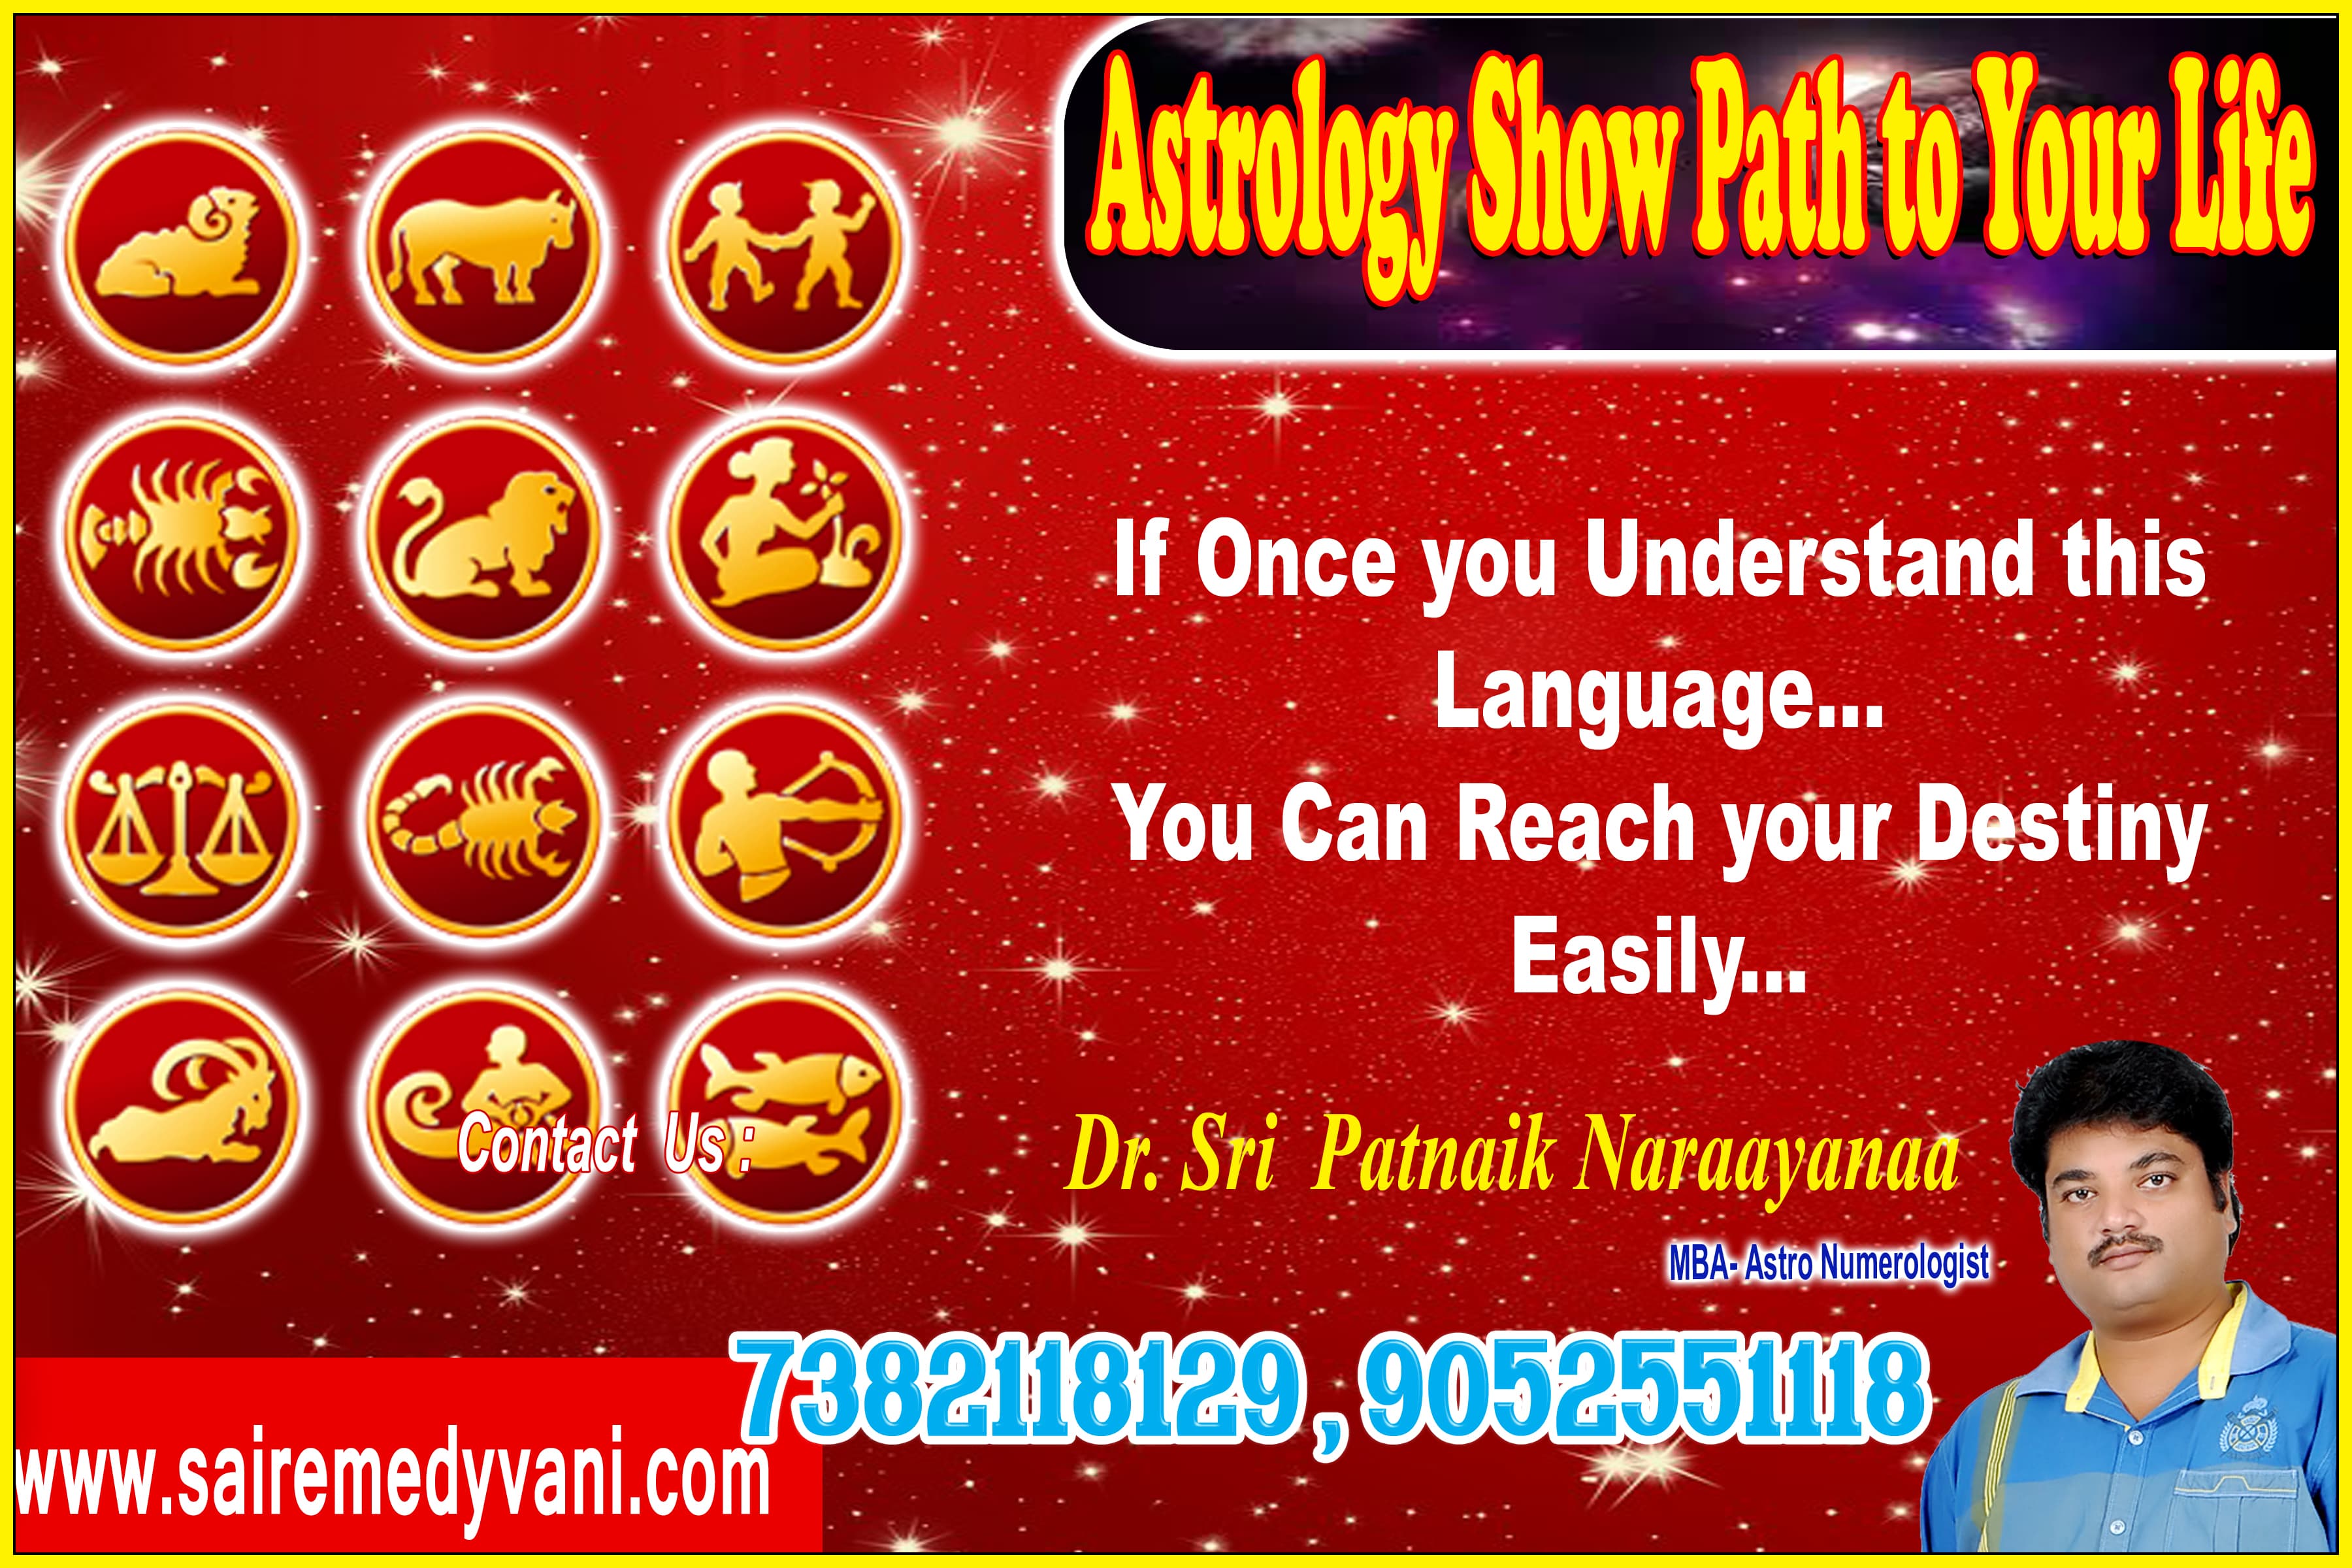 Astrology Show Path to Your Life
If Once you Understand this
Language...
You Can Reach your Destiny
Easily...
Contact Us :
Dr. Sri Patnaik Naraayanaa
MBA- Astro Numerologist
7382118129 , 9052551118
www.sairemedyvani.com